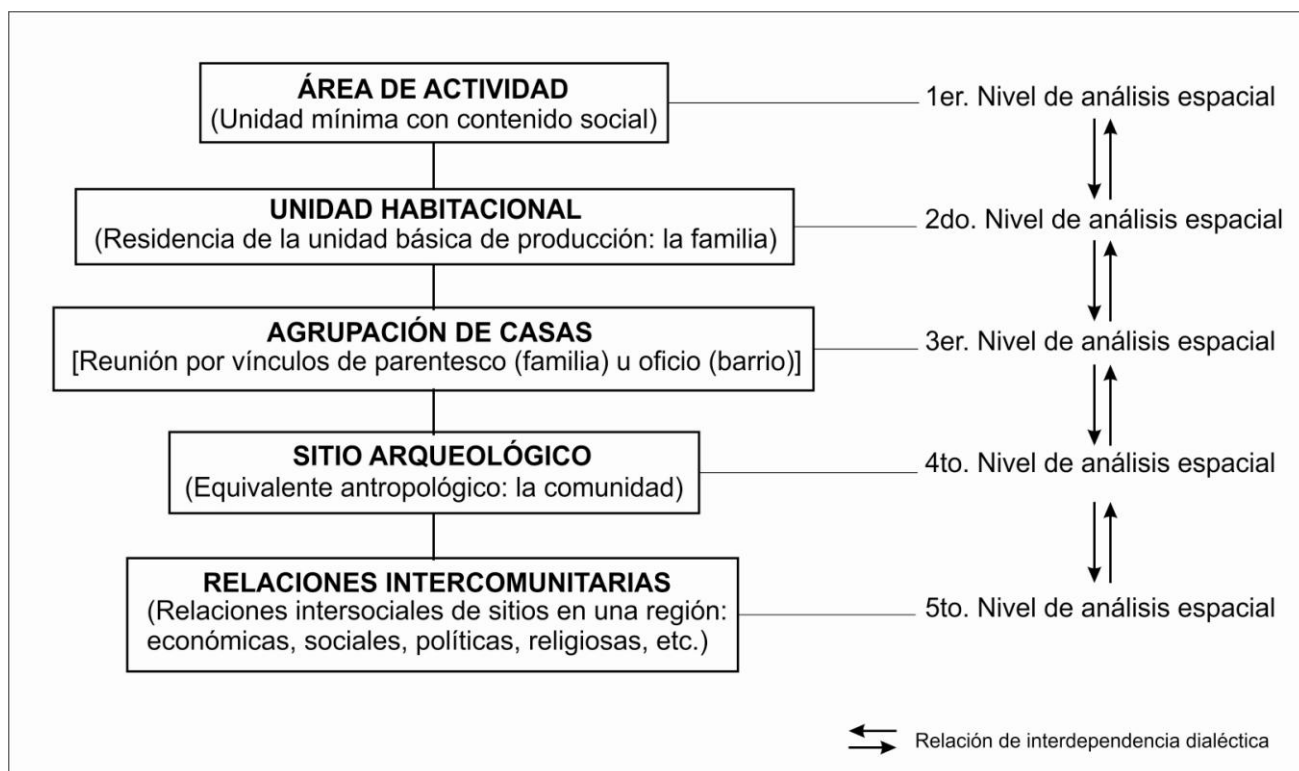 ÁREA DE ACTIVIDAD
(Unidad mínima con contenido social)
1er. Nivel de análisis espacial
UNIDAD HABITACIONAL
(Residencia de la unidad básica de producción: la familia)
2do. Nivel de análisis espacial
AGRUPACIÓN DE CASAS
[Reunión por vínculos de parentesco (familia) u oficio (barrio)]
3er. Nivel de análisis espacial
SITIO ARQUEOLÓGICO
(Equivalente antropológico: la comunidad)
4to. Nivel de análisis espacial
RELACIONES INTERCOMUNITARIAS
(Relaciones intersociales de sitios en una región:
económicas, sociales, políticas, religiosas, etc.)
5to. Nivel de análisis espacial
Relación de interdependencia dialéctica